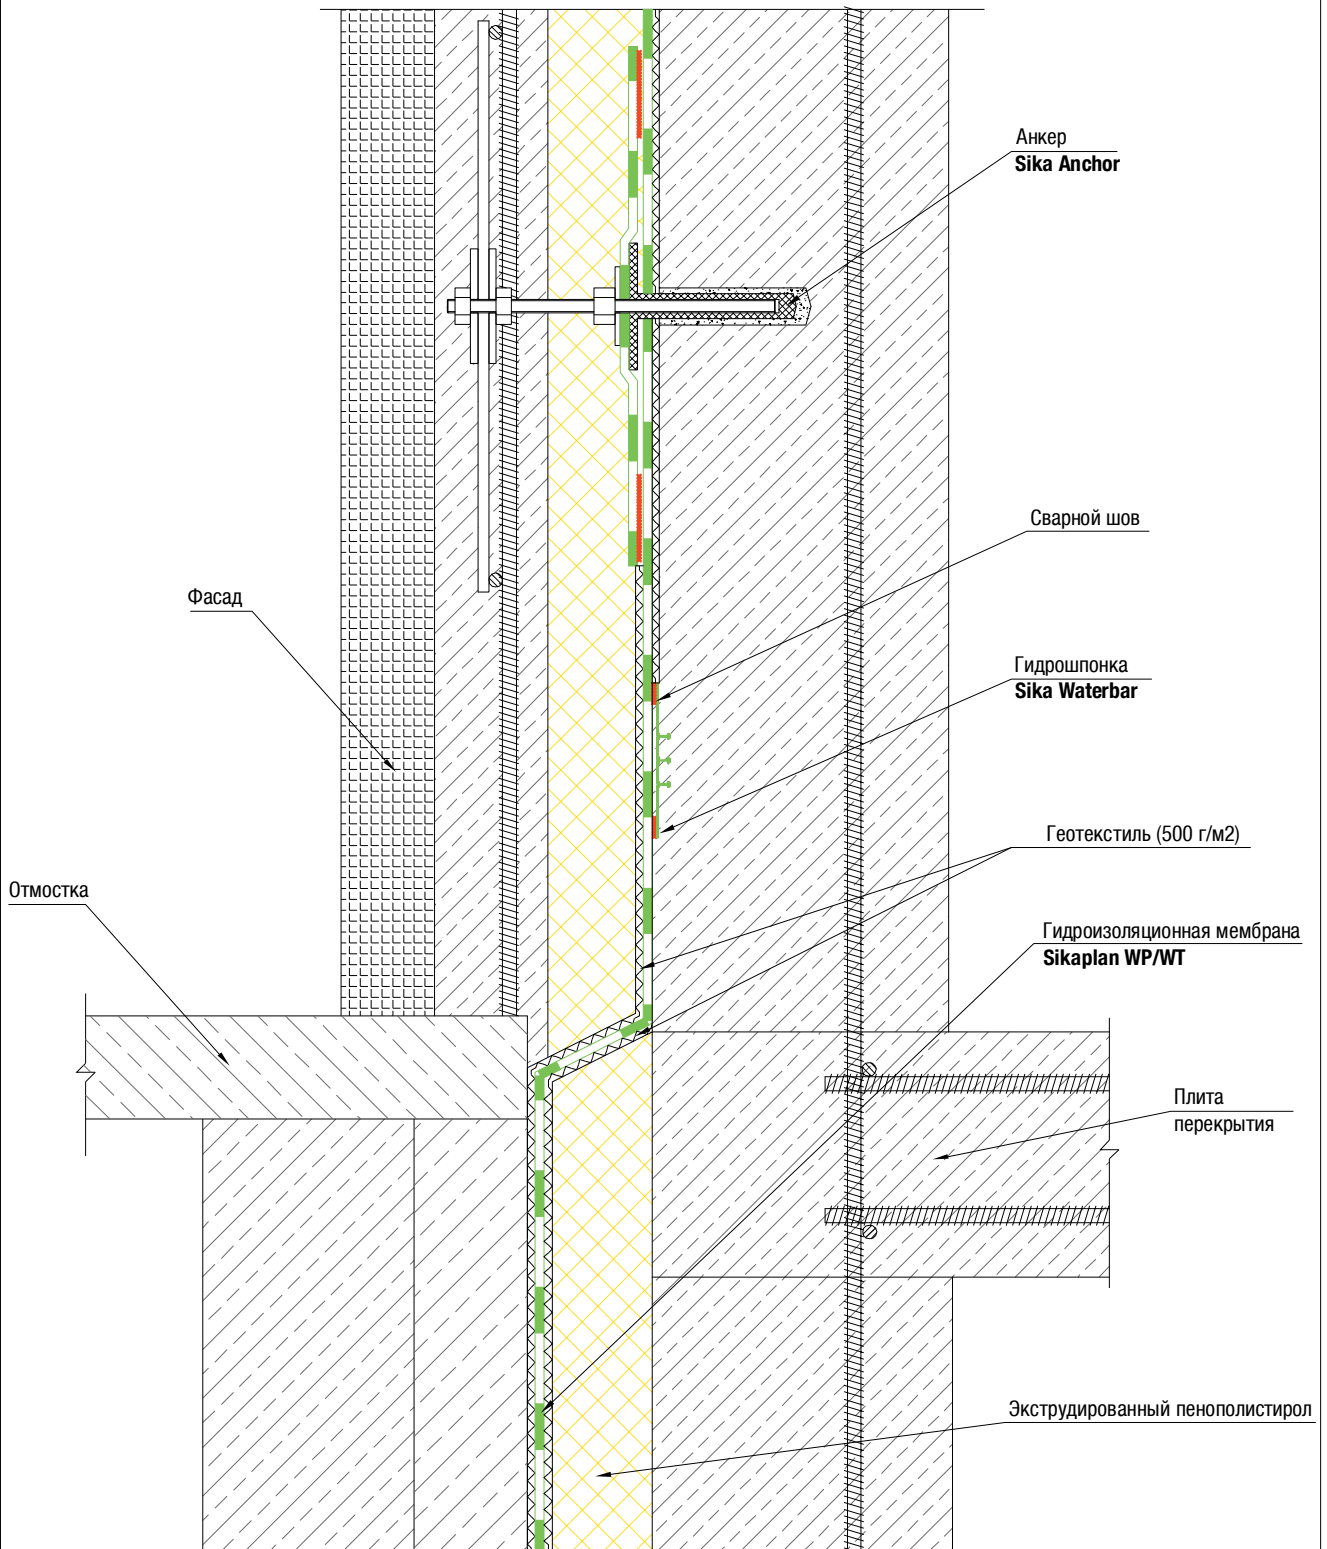 Анкер
Sika Anchor
Сварной шов
Фасад
Гидрошпонка
Sika Waterbar
Геотекстиль (500 г/м2)
Отмостка
Гидроизоляционная мембрана
Sikaplan WP/WT
Плита
перекрытия
Экструдированный пенополистирол